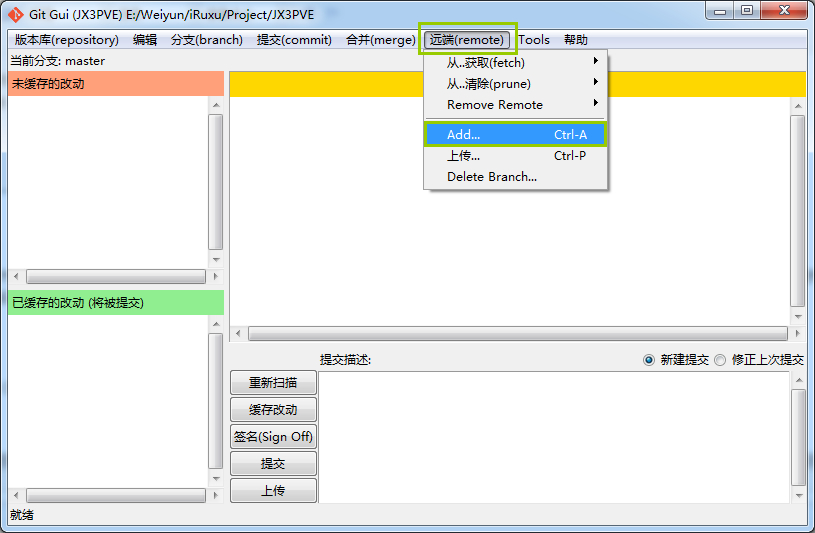 Git Gui (JX3PVE) E:/Weiyun/iRuxu/Project/JX3PVE
版本库(repository) 编辑 分支(branch) 提交(commit) 合并(merge) 远端(remote) Tools 帮助
当前分支: master
从..获取(fetch)
从..清除(prune)
Remove Remote
Add... Ctrl-A
上传... Ctrl-P
Delete Branch...
未缓存的改动
已缓存的改动 (将被提交)
提交描述:
新建提交 修正上次提交
重新扫描
缓存改动
签名(Sign Off)
提交
上传
就绪